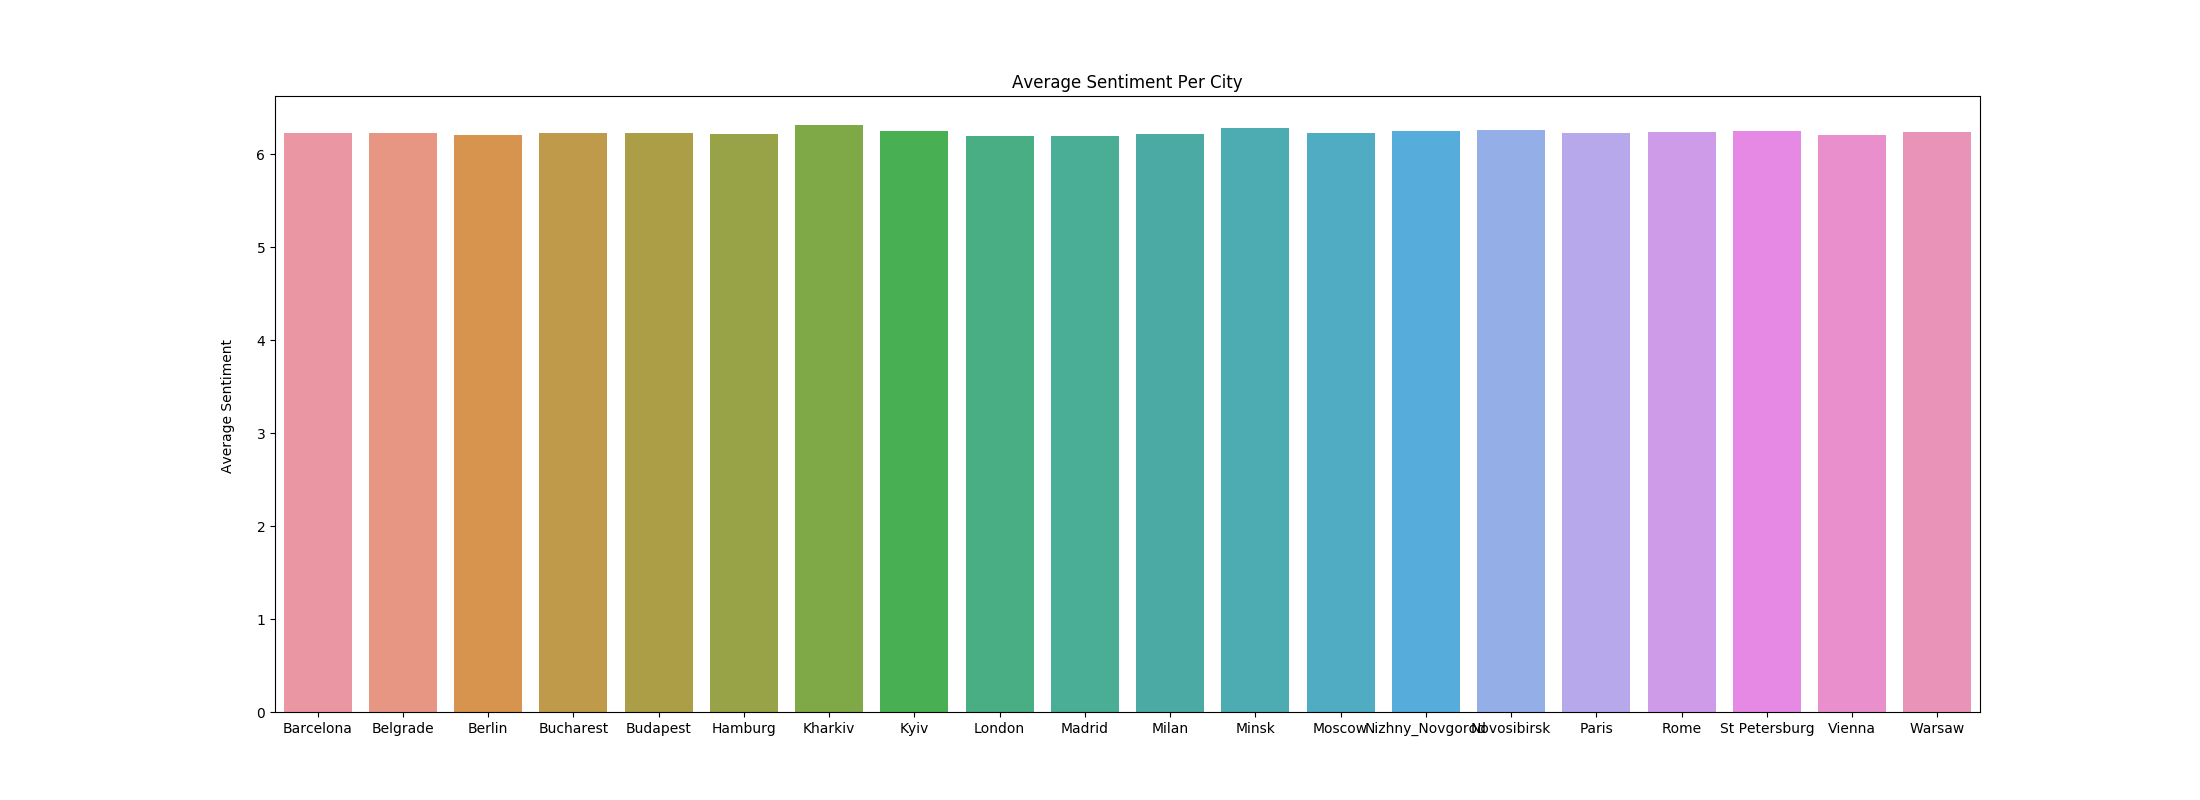 Average Sentiment Per City
6
5
4
3
2
1
0
Average Sentiment
Barcelona Belgrade Berlin Bucharest Budapest Hamburg Kharkiv Kyiv London Madrid Milan Minsk Moscow Nizhny_Novgorod Novosibirsk Paris Rome St Petersburg Vienna Warsaw